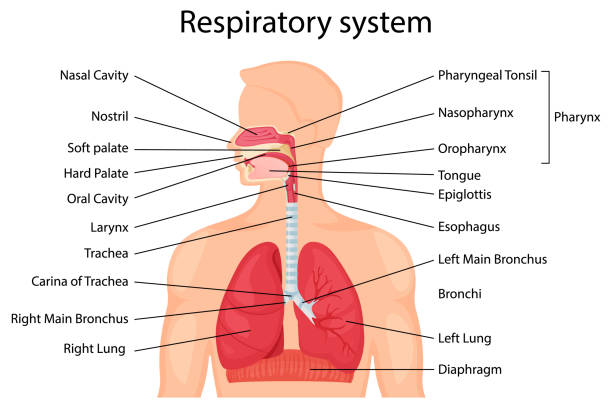 Respiratory system
Nasal Cavity
Nostril
Soft palate
Hard Palate
Oral Cavity
Larynx
Trachea
Carina of Trachea
Right Main Bronchus
Right Lung
Pharyngeal Tonsil
Nasopharynx
Pharynx
Oropharynx
Tongue
Epiglottis
Esophagus
Left Main Bronchus
Bronchi
Left Lung
Diaphragm